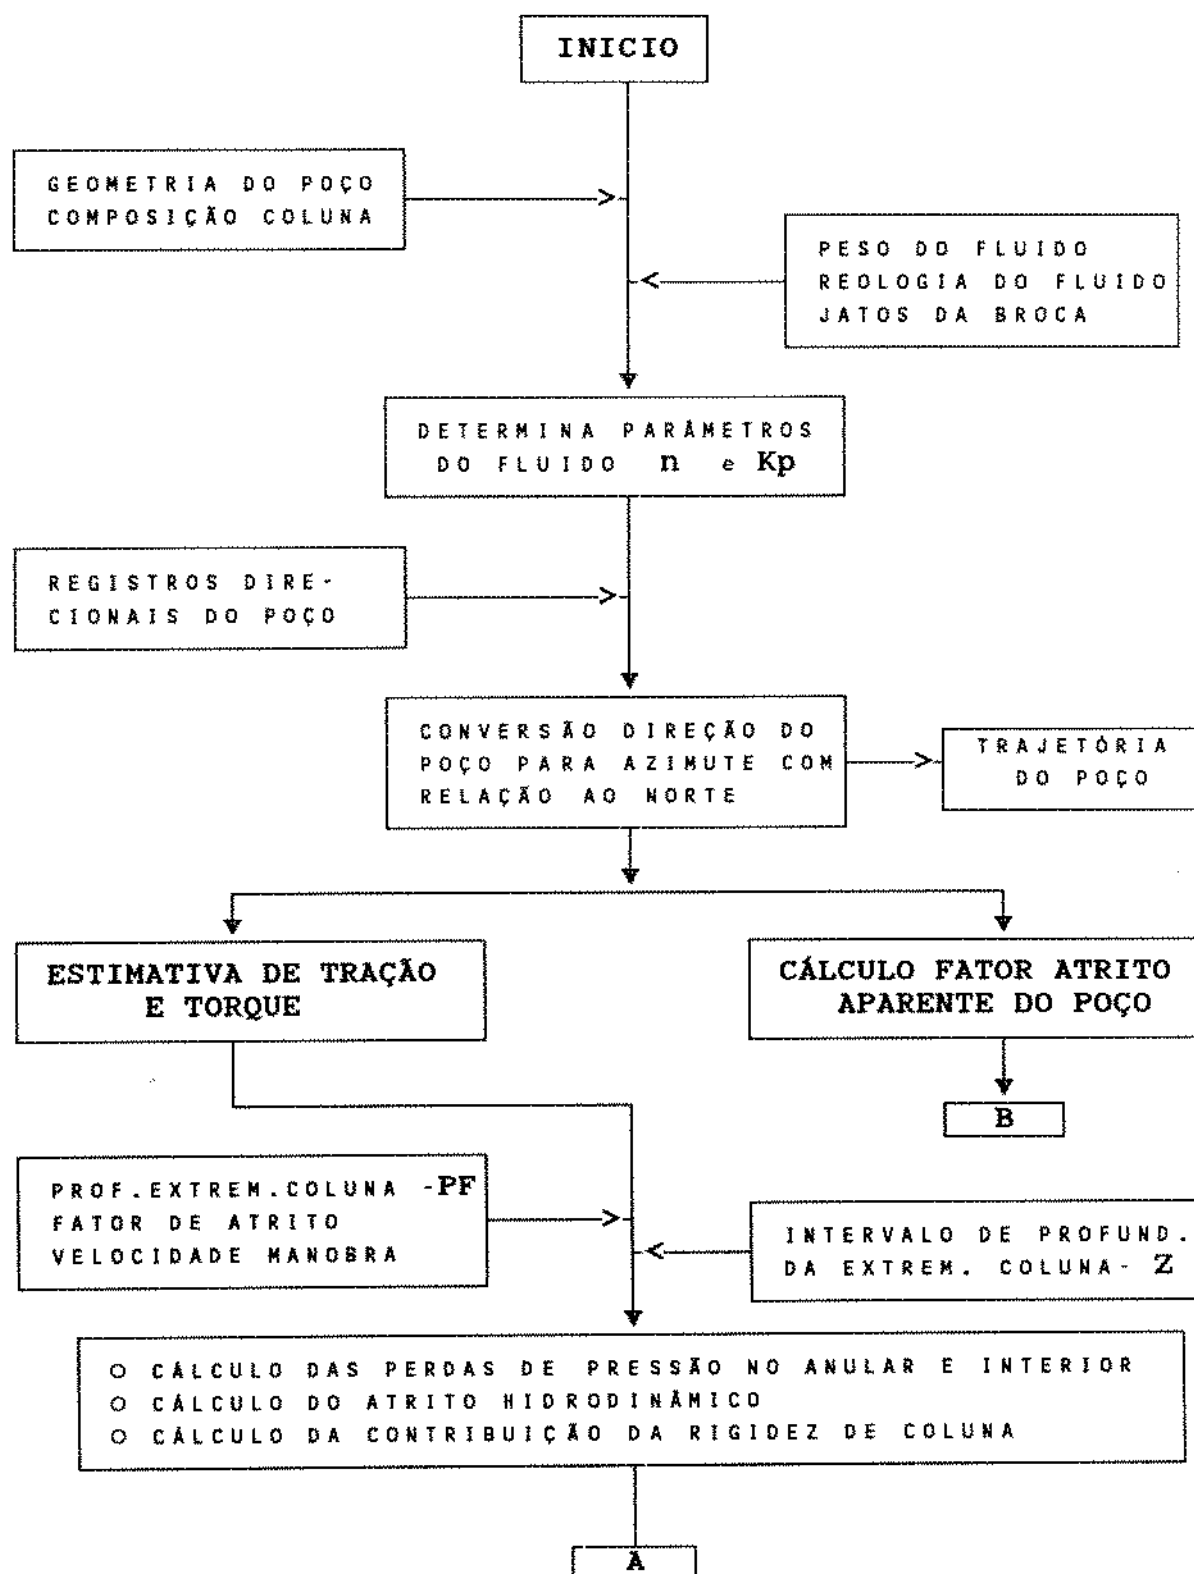 INICIO
GEOMETRIA DO POÇO
COMPOSIÇÃO COLUNA
PESO DO FLUIDO
REOLOGIA DO FLUIDO
JATOS DA BROCA
DETERMINA PARÂMETROS
DO FLUIDO n e Kp
REGISTROS DIRE-
CIONAIS DO POÇO
CONVERSÃO DIREÇÃO DO
POÇO PARA AZIMUTE COM
RELAÇÃO AO NORTE
TRAJETÓRIA
DO POÇO
ESTIMATIVA DE TRAÇÃO
E TORQUE
CÁLCULO FATOR ATRITO
APARENTE DO POÇO
B
PROF.EXTREM.COLUNA -PF
FATOR DE ATRITO
VELOCIDADE MANOBRA
INTERVALO DE PROFUND.
DA EXTREM. COLUNA- Z
O CÁLCULO DAS PERDAS DE PRESSÃO NO ANULAR E INTERIOR
O CÁLCULO DO ATRITO HIDRODINÂMICO
O CÁLCULO DA CONTRIBUIÇÃO DA RIGIDEZ DE COLUNA
A